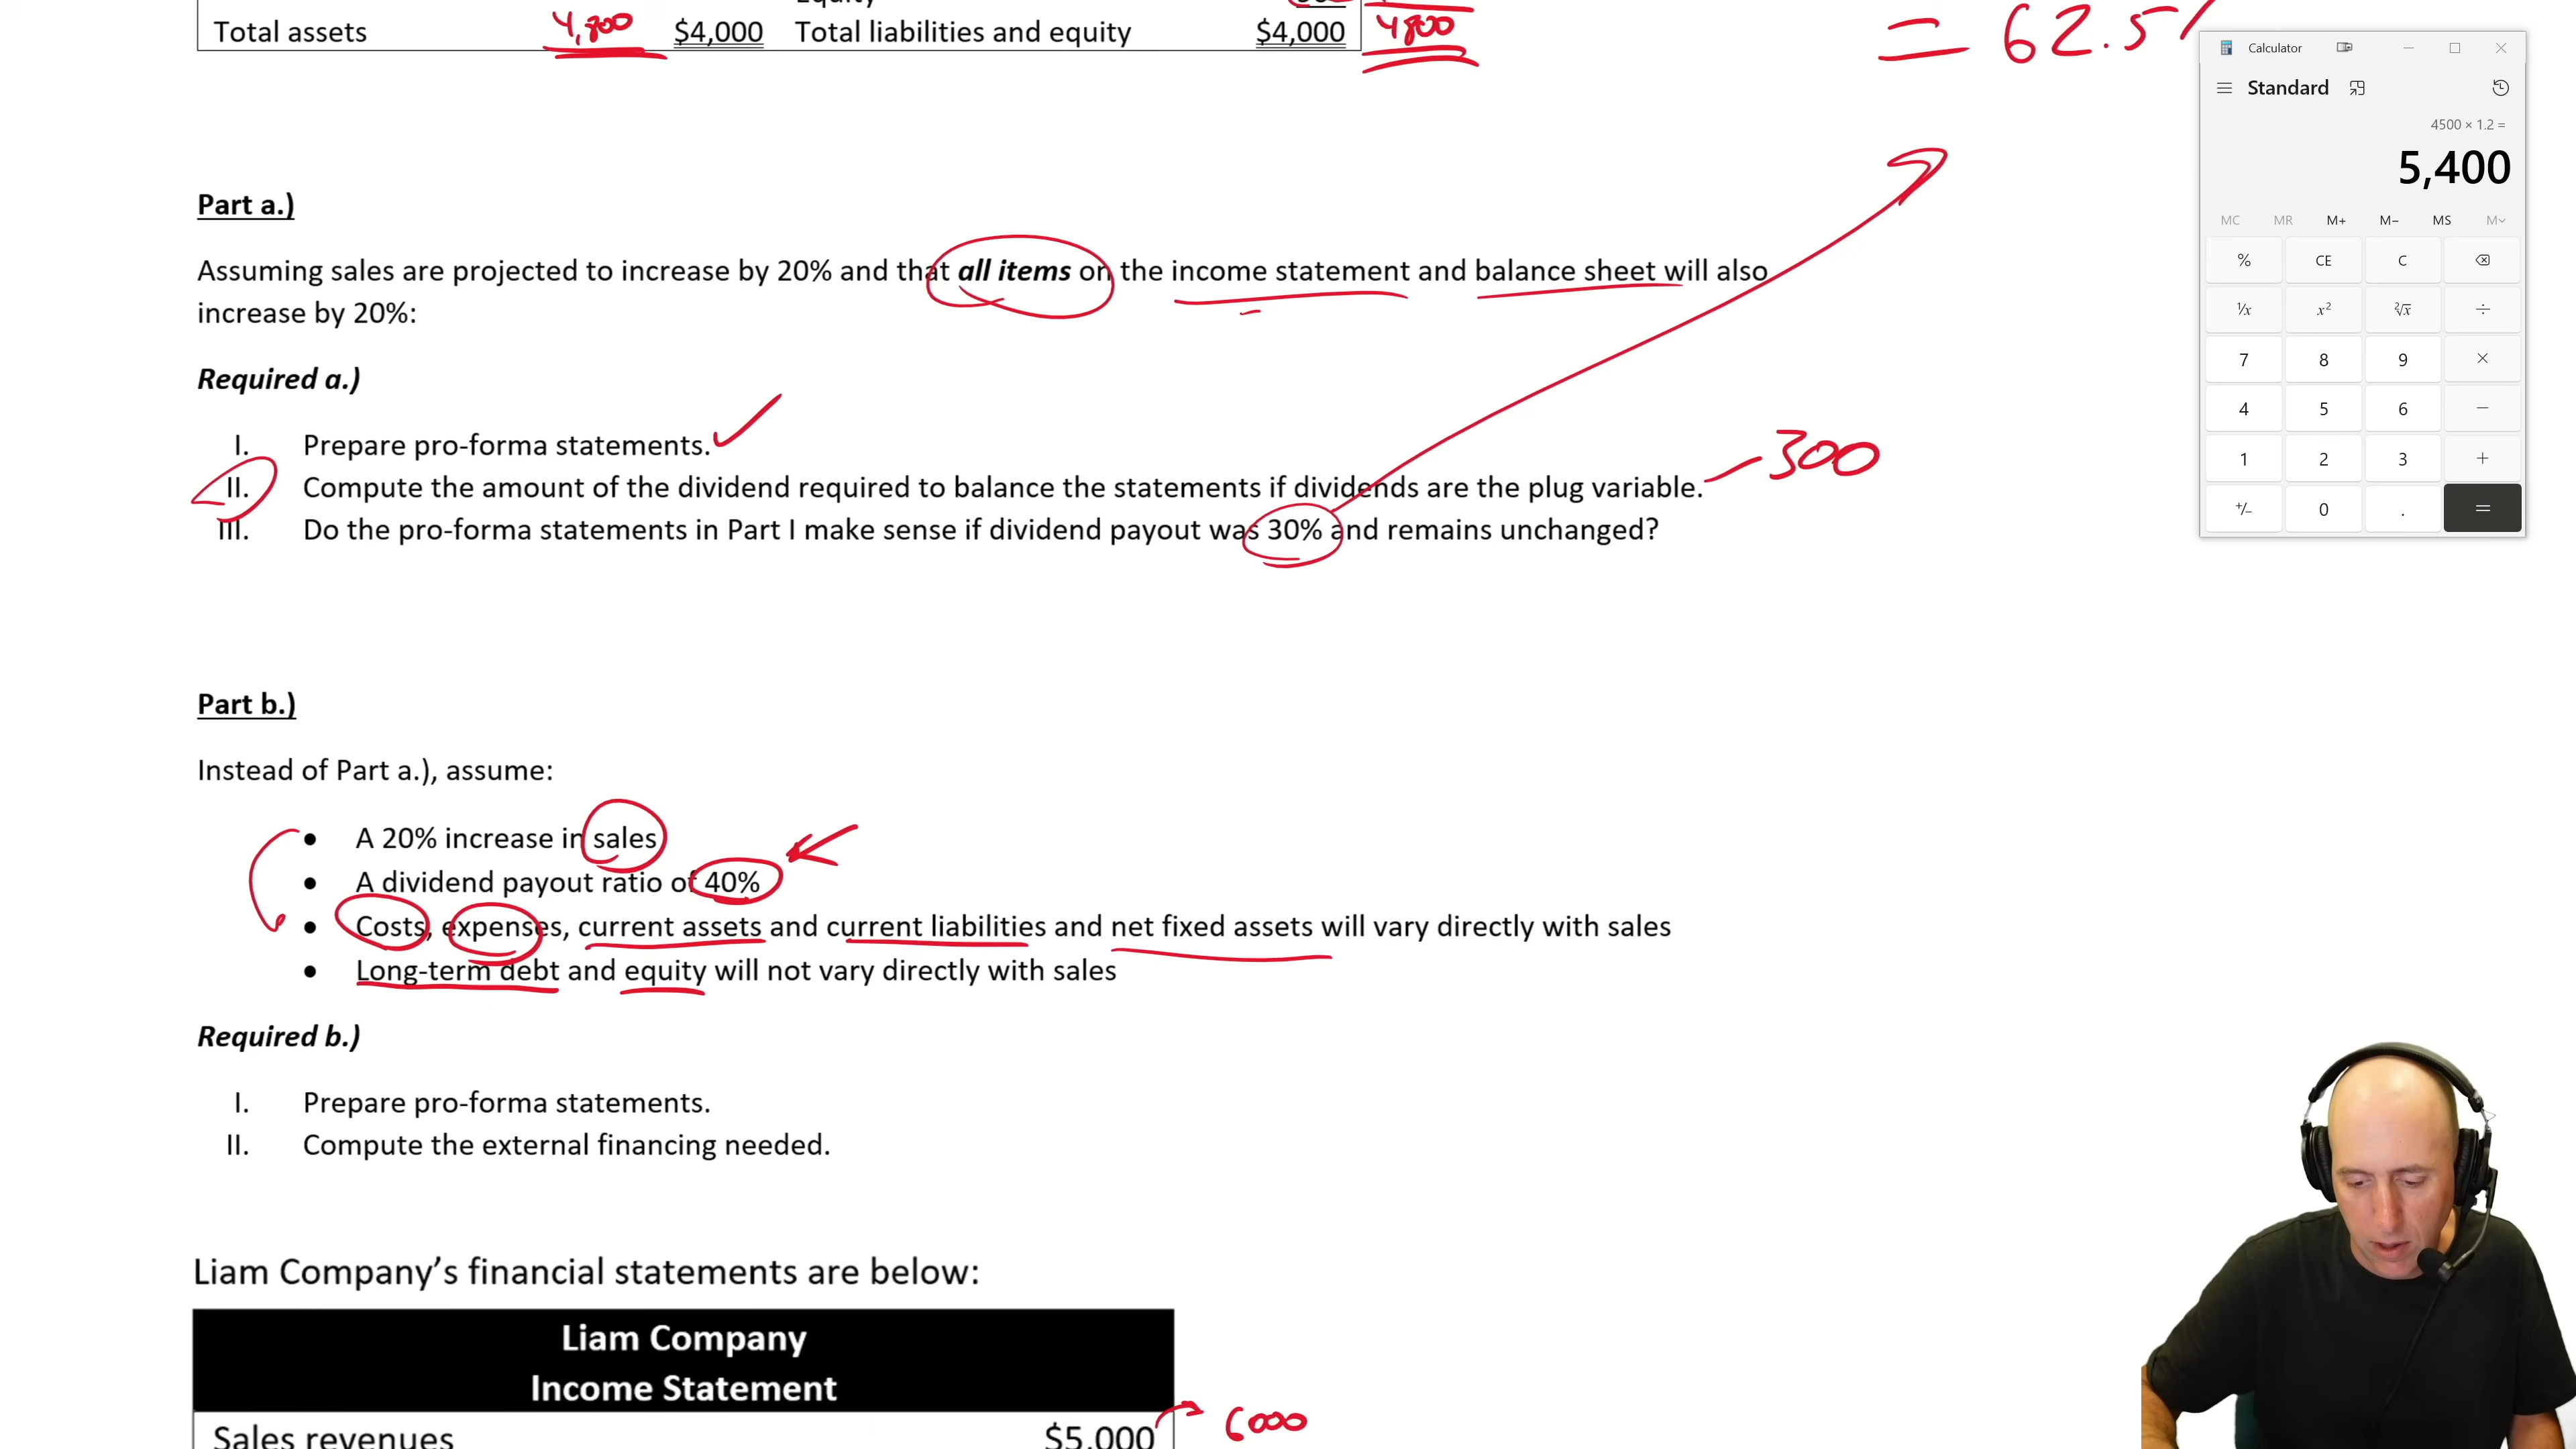 Total assets 4,800 $4,000 Total liabilities and equity $4,000 4800
= 62.5%
Calculator
Standard
4500 × 1.2 =
5,400
MC MR M+ M− MS M
% CE C
1/x x² ²√x ÷
7 8 9 ×
4 5 6 −
1 2 3 +
+/− 0 . =
Part a.)
Assuming sales are projected to increase by 20% and that all items on the income statement and balance sheet will also
increase by 20%:
Required a.)
I. Prepare pro-forma statements.
II. Compute the amount of the dividend required to balance the statements if dividends are the plug variable. 300
III. Do the pro-forma statements in Part I make sense if dividend payout was 30% and remains unchanged?
Part b.)
Instead of Part a.), assume:
• A 20% increase in sales
• A dividend payout ratio of 40%
• Costs, expenses, current assets and current liabilities and net fixed assets will vary directly with sales
• Long-term debt and equity will not vary directly with sales
Required b.)
I. Prepare pro-forma statements.
II. Compute the external financing needed.
Liam Company’s financial statements are below:
Liam Company
Income Statement
Sales revenues $5,000 6000